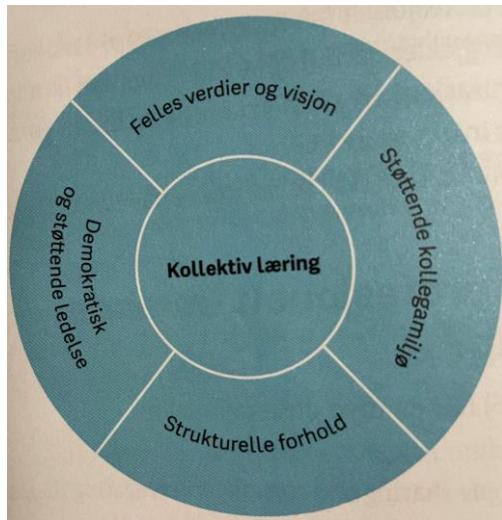 Felles verdier og visjon
Støttende kollegamiljø
Kollektiv læring
Demokratisk
og støttende ledelse
Strukturelle forhold